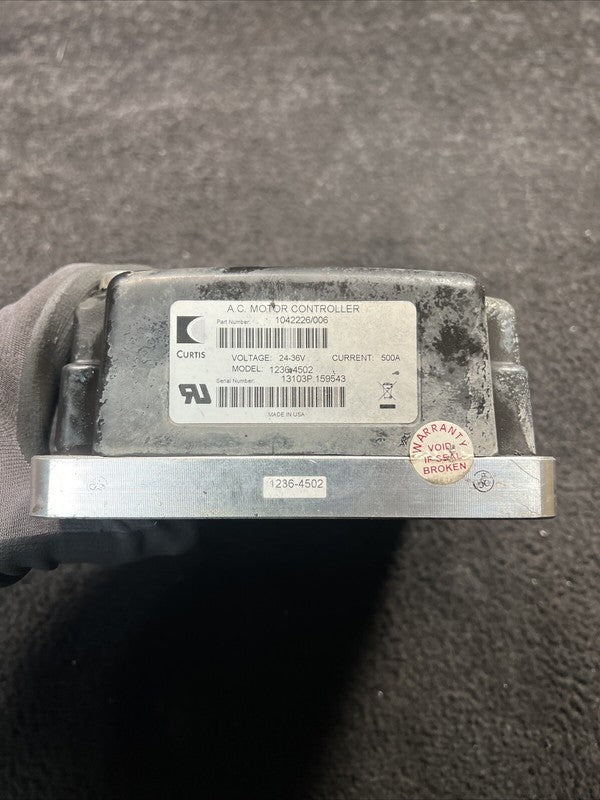 A.C. MOTOR CONTROLLER
Part Number: 1042226/006
CURTIS
VOLTAGE: 24-36V CURRENT: 500A
MODEL: 1236-4502
Serial Number: 13103P.159543
MADE IN USA
WARRANTY
VOID
IF SEAL
BROKEN
1236-4502